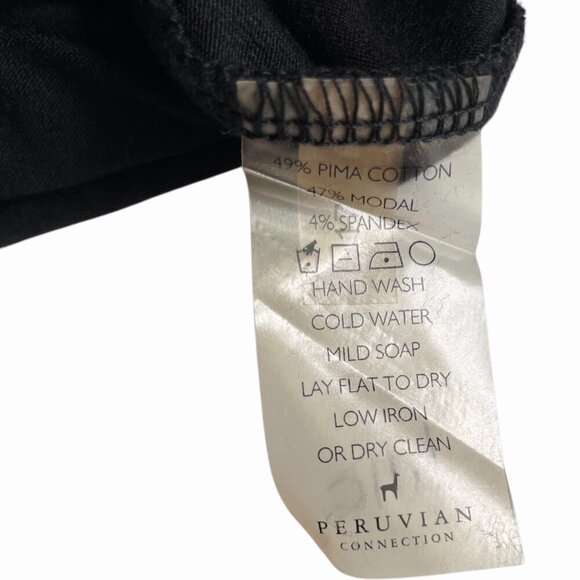 49% PIMA COTTON
47% MODAL
4% SPANDEX
HAND WASH
COLD WATER
MILD SOAP
LAY FLAT TO DRY
LOW IRON
OR DRY CLEAN
PERUVIAN
CONNECTION